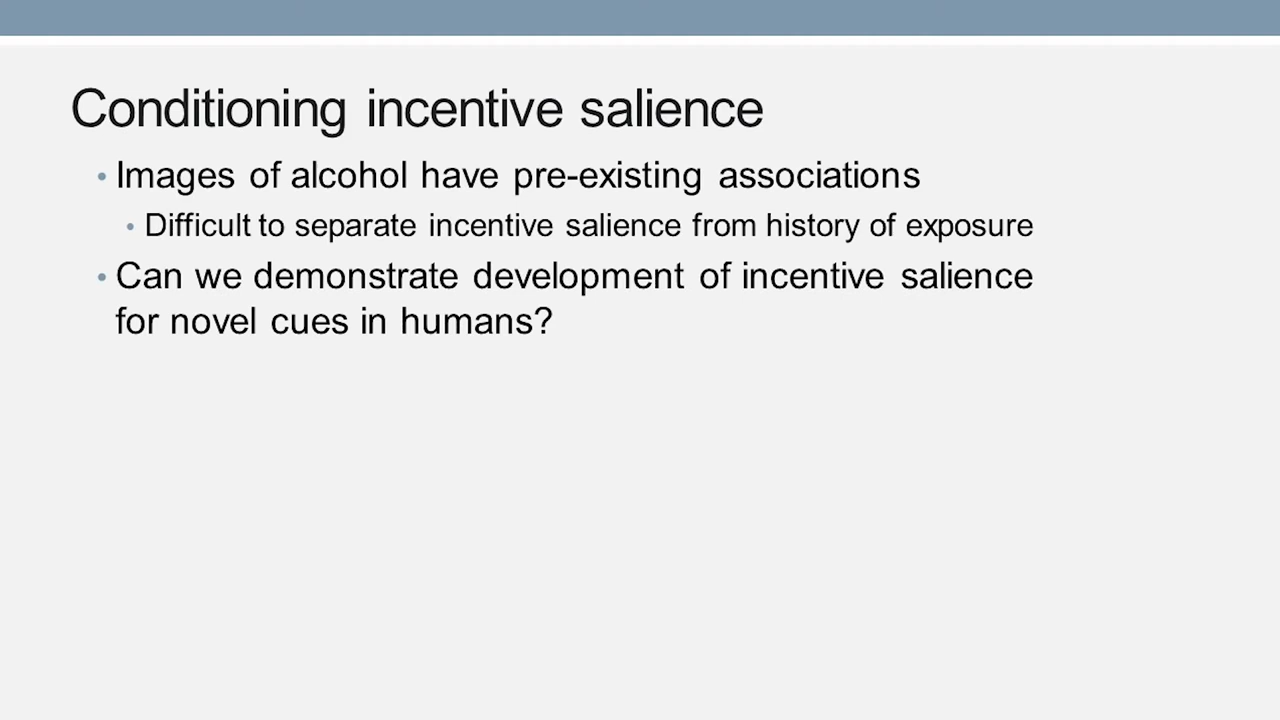 Conditioning incentive salience
• Images of alcohol have pre-existing associations
• Difficult to separate incentive salience from history of exposure
• Can we demonstrate development of incentive salience
for novel cues in humans?